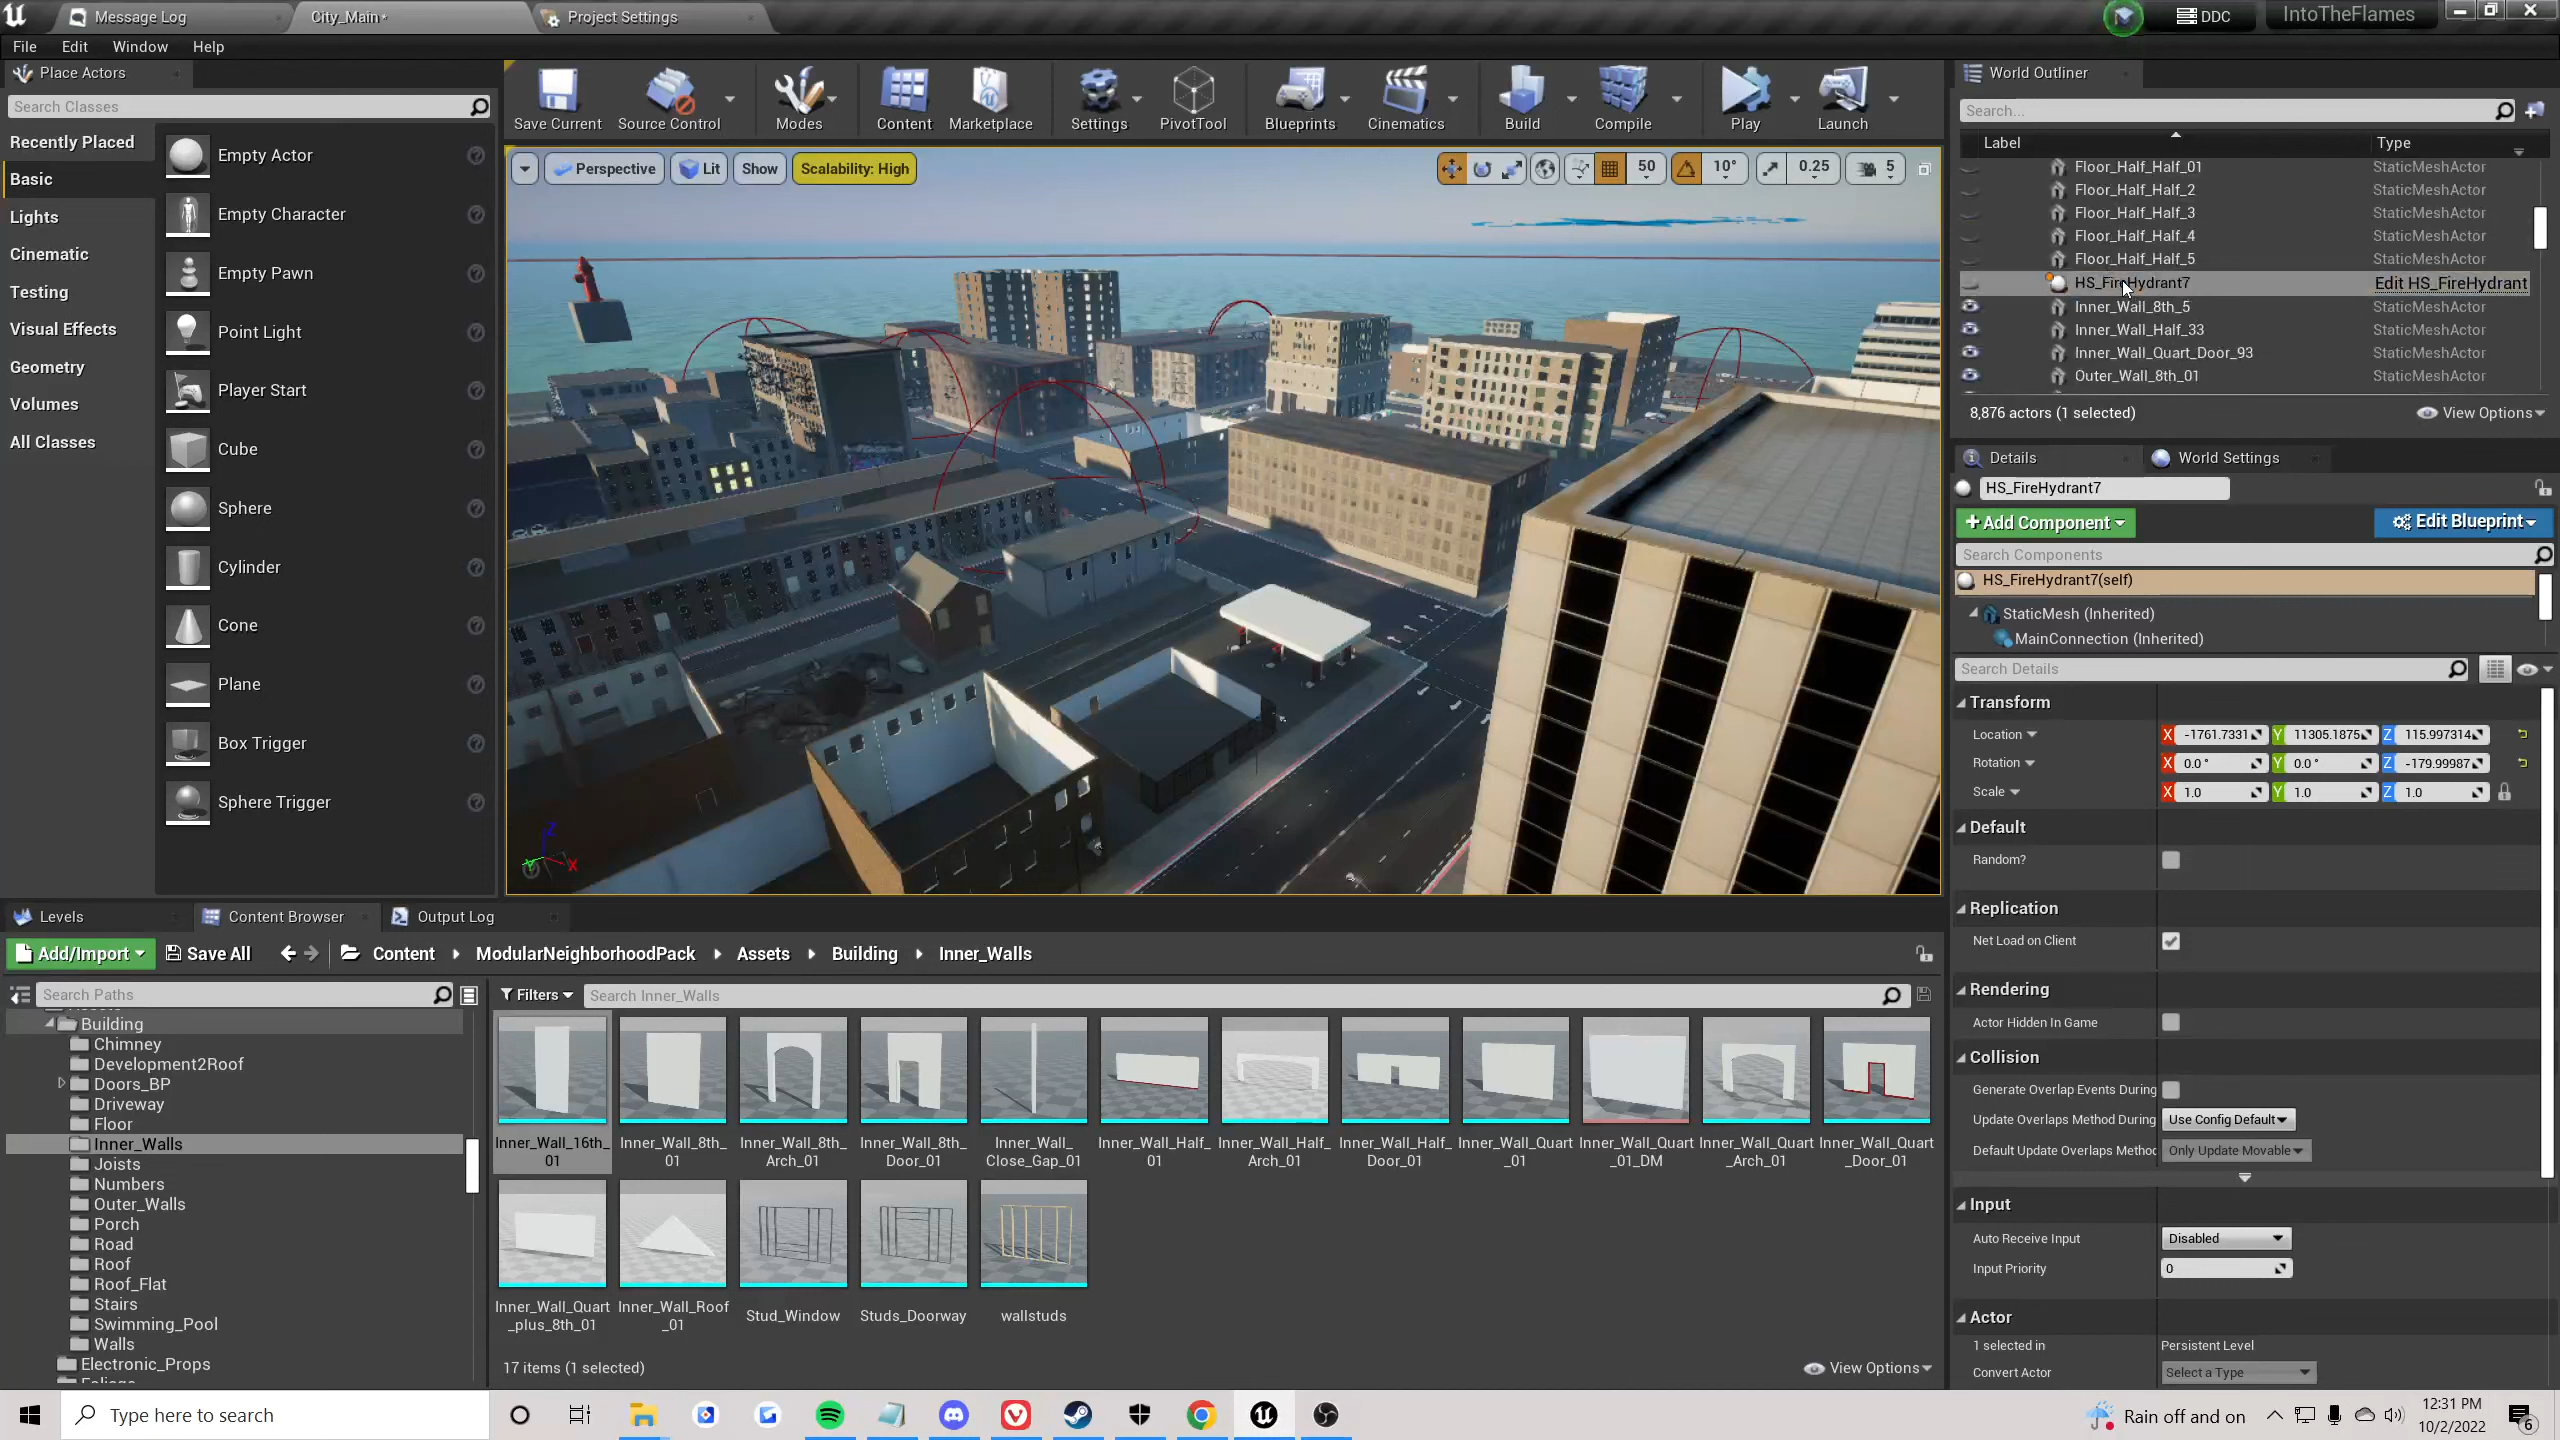 Message Log
City_Main*
Project Settings
DDC
IntoTheFlames
File Edit Window Help
Place Actors
Search Classes
Recently Placed
Basic
Lights
Cinematic
Testing
Visual Effects
Geometry
Volumes
All Classes
Empty Actor
Empty Character
Empty Pawn
Point Light
Player Start
Cube
Sphere
Cylinder
Cone
Plane
Box Trigger
Sphere Trigger
Save Current Source Control Modes Content Marketplace Settings PivotTool Blueprints Cinematics Build Compile Play Launch
Perspective Lit Show Scalability: High 50 10° 0.25 5
World Outliner
Search...
Label Type
Floor_Half_Half_01 StaticMeshActor
Floor_Half_Half_2 StaticMeshActor
Floor_Half_Half_3 StaticMeshActor
Floor_Half_Half_4 StaticMeshActor
Floor_Half_Half_5 StaticMeshActor
HS_FireHydrant7 Edit HS_FireHydrant
Inner_Wall_8th_5 StaticMeshActor
Inner_Wall_Half_33 StaticMeshActor
Inner_Wall_Quart_Door_93 StaticMeshActor
Outer_Wall_8th_01 StaticMeshActor
8,876 actors (1 selected) View Options
Details World Settings
HS_FireHydrant7
+Add Component Edit Blueprint
Search Components
HS_FireHydrant7(self)
StaticMesh (Inherited)
MainConnection (Inherited)
Search Details
Transform
Location X -1761.7331 Y 11305.1875 Z 115.997314
Rotation X 0.0 ° Y 0.0 ° Z -179.99987
Scale X 1.0 Y 1.0 Z 1.0
Default
Random?
Replication
Net Load on Client
Rendering
Actor Hidden In Game
Collision
Generate Overlap Events During
Update Overlaps Method During Use Config Default
Default Update Overlaps Method Only Update Movable
Input
Auto Receive Input Disabled
Input Priority 0
Actor
1 selected in Persistent Level
Convert Actor Select a Type
Levels Content Browser Output Log
Add/Import Save All Content ModularNeighborhoodPack Assets Building Inner_Walls
Search Paths
Building
Chimney
Development2Roof
Doors_BP
Driveway
Floor
Inner_Walls
Joists
Numbers
Outer_Walls
Porch
Road
Roof
Roof_Flat
Stairs
Swimming_Pool
Walls
Electronic_Props
Filters Search Inner_Walls
Inner_Wall_16th_01
Inner_Wall_8th_01
Inner_Wall_8th_Arch_01
Inner_Wall_8th_Door_01
Inner_Wall_Close_Gap_01
Inner_Wall_Half_01
Inner_Wall_Half_Arch_01
Inner_Wall_Half_Door_01
Inner_Wall_Quart_01
Inner_Wall_Quart_01_DM
Inner_Wall_Quart_Arch_01
Inner_Wall_Quart_Door_01
Inner_Wall_Quart_plus_8th_01
Inner_Wall_Roof_01
Stud_Window
Studs_Doorway
wallstuds
17 items (1 selected) View Options
Type here to search
Rain off and on
12:31 PM
10/2/2022
6